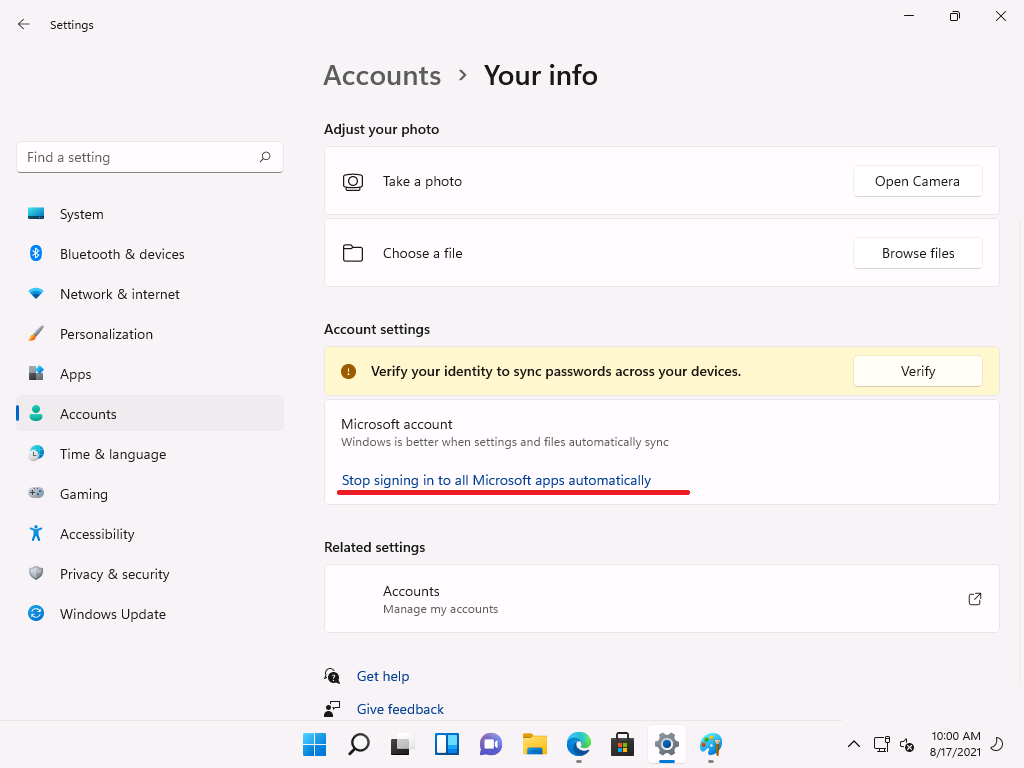 Settings
Accounts › Your info
Find a setting
System
Bluetooth & devices
Network & internet
Personalization
Apps
Accounts
Time & language
Gaming
Accessibility
Privacy & security
Windows Update
Adjust your photo
Take a photo
Open Camera
Choose a file
Browse files
Account settings
Verify your identity to sync passwords across your devices.
Verify
Microsoft account
Windows is better when settings and files automatically sync
Stop signing in to all Microsoft apps automatically
Related settings
Accounts
Manage my accounts
Get help
Give feedback
10:00 AM
8/17/2021